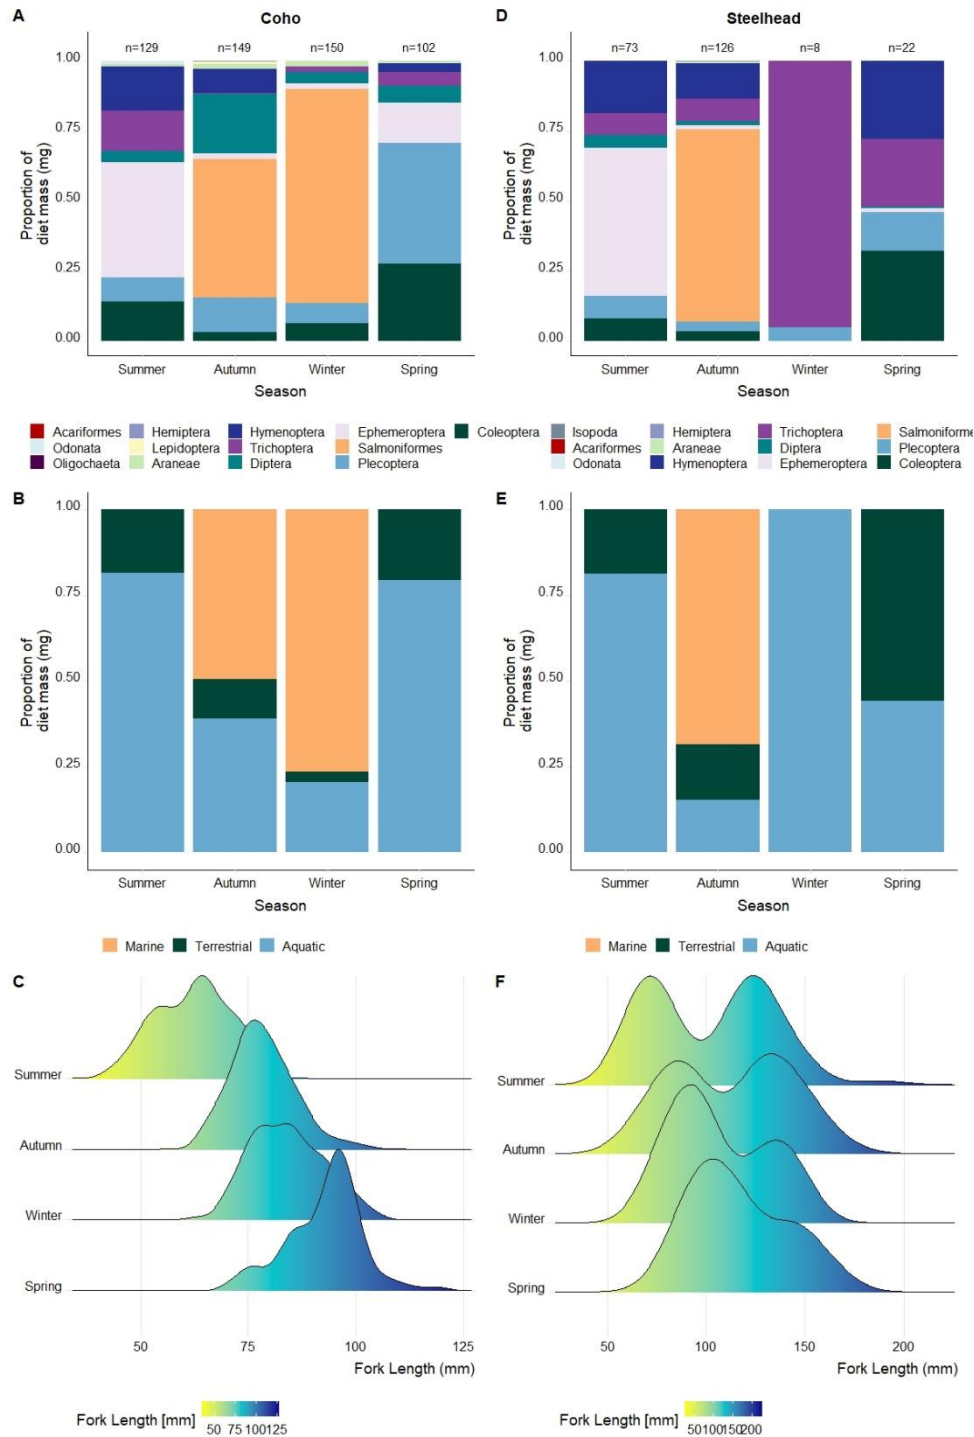 A
Coho
n=129 n=149 n=150 n=102
1.00
0.75
0.50
0.25
0.00
Proportion of
diet mass (mg)
Summer Autumn Winter Spring
Season
Acariformes Hemiptera Hymenoptera Ephemeroptera Coleoptera
Odonata Lepidoptera Trichoptera Salmoniformes
Oligochaeta Araneae Diptera Plecoptera
D
Steelhead
n=73 n=126 n=8 n=22
1.00
0.75
0.50
0.25
0.00
Proportion of
diet mass (mg)
Summer Autumn Winter Spring
Season
Isopoda Hemiptera Trichoptera Salmoniforme
Acariformes Araneae Diptera Plecoptera
Odonata Hymenoptera Ephemeroptera Coleoptera
B
1.00
0.75
0.50
0.25
0.00
Proportion of
diet mass (mg)
Summer Autumn Winter Spring
Season
Marine Terrestrial Aquatic
E
1.00
0.75
0.50
0.25
0.00
Proportion of
diet mass (mg)
Summer Autumn Winter Spring
Season
Marine Terrestrial Aquatic
C
Summer
Autumn
Winter
Spring
50 75 100 125
Fork Length (mm)
Fork Length [mm]
50 75 100 125
F
Summer
Autumn
Winter
Spring
50 100 150 200
Fork Length (mm)
Fork Length [mm]
50 100 150 200